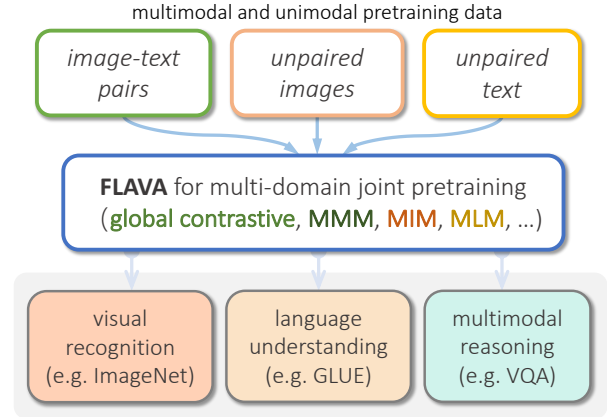 multimodal and unimodal pretraining data
image-text
pairs
unpaired
images
unpaired
text
FLAVA for multi-domain joint pretraining
(global contrastive, MMM, MIM, MLM, ...)
visual
recognition
(e.g. ImageNet)
language
understanding
(e.g. GLUE)
multimodal
reasoning
(e.g. VQA)